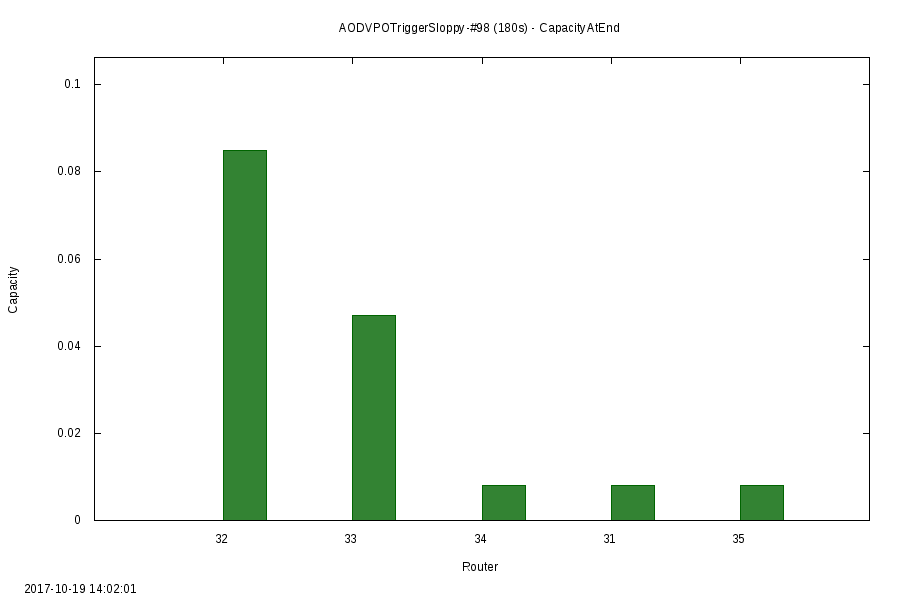 AODVPOTriggerSloppy-#98 (180s) - CapacityAtEnd
0.1
0.08
0.06
0.04
0.02
0
Capacity
32 33 34 31 35
Router
2017-10-19 14:02:01